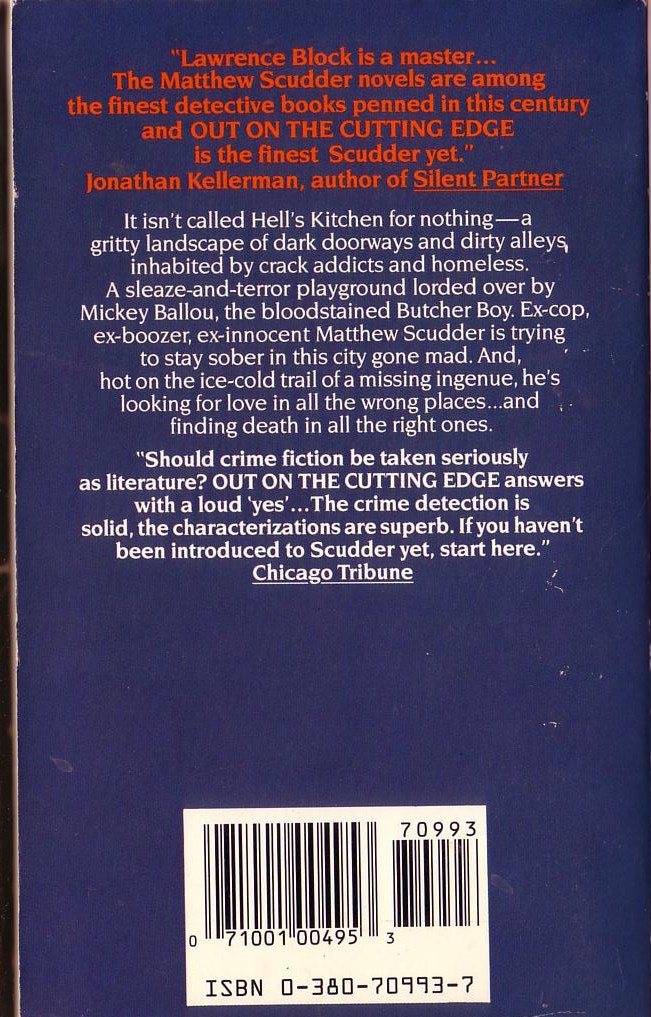 "Lawrence Block is a master...
The Matthew Scudder novels are among
the finest detective books penned in this century
and OUT ON THE CUTTING EDGE
is the finest Scudder yet."
Jonathan Kellerman, author of Silent Partner
It isn't called Hell's Kitchen for nothing—a
gritty landscape of dark doorways and dirty alleys,
inhabited by crack addicts and homeless.
A sleaze-and-terror playground lorded over by
Mickey Ballou, the bloodstained Butcher Boy. Ex-cop,
ex-boozer, ex-innocent Matthew Scudder is trying
to stay sober in this city gone mad. And,
hot on the ice-cold trail of a missing ingenue, he's
looking for love in all the wrong places...and
finding death in all the right ones.
"Should crime fiction be taken seriously
as literature? OUT ON THE CUTTING EDGE answers
with a loud 'yes'...The crime detection is
solid, the characterizations are superb. If you haven't
been introduced to Scudder yet, start here."
Chicago Tribune
70993
0 71001 00495 3
ISBN 0-380-70993-7